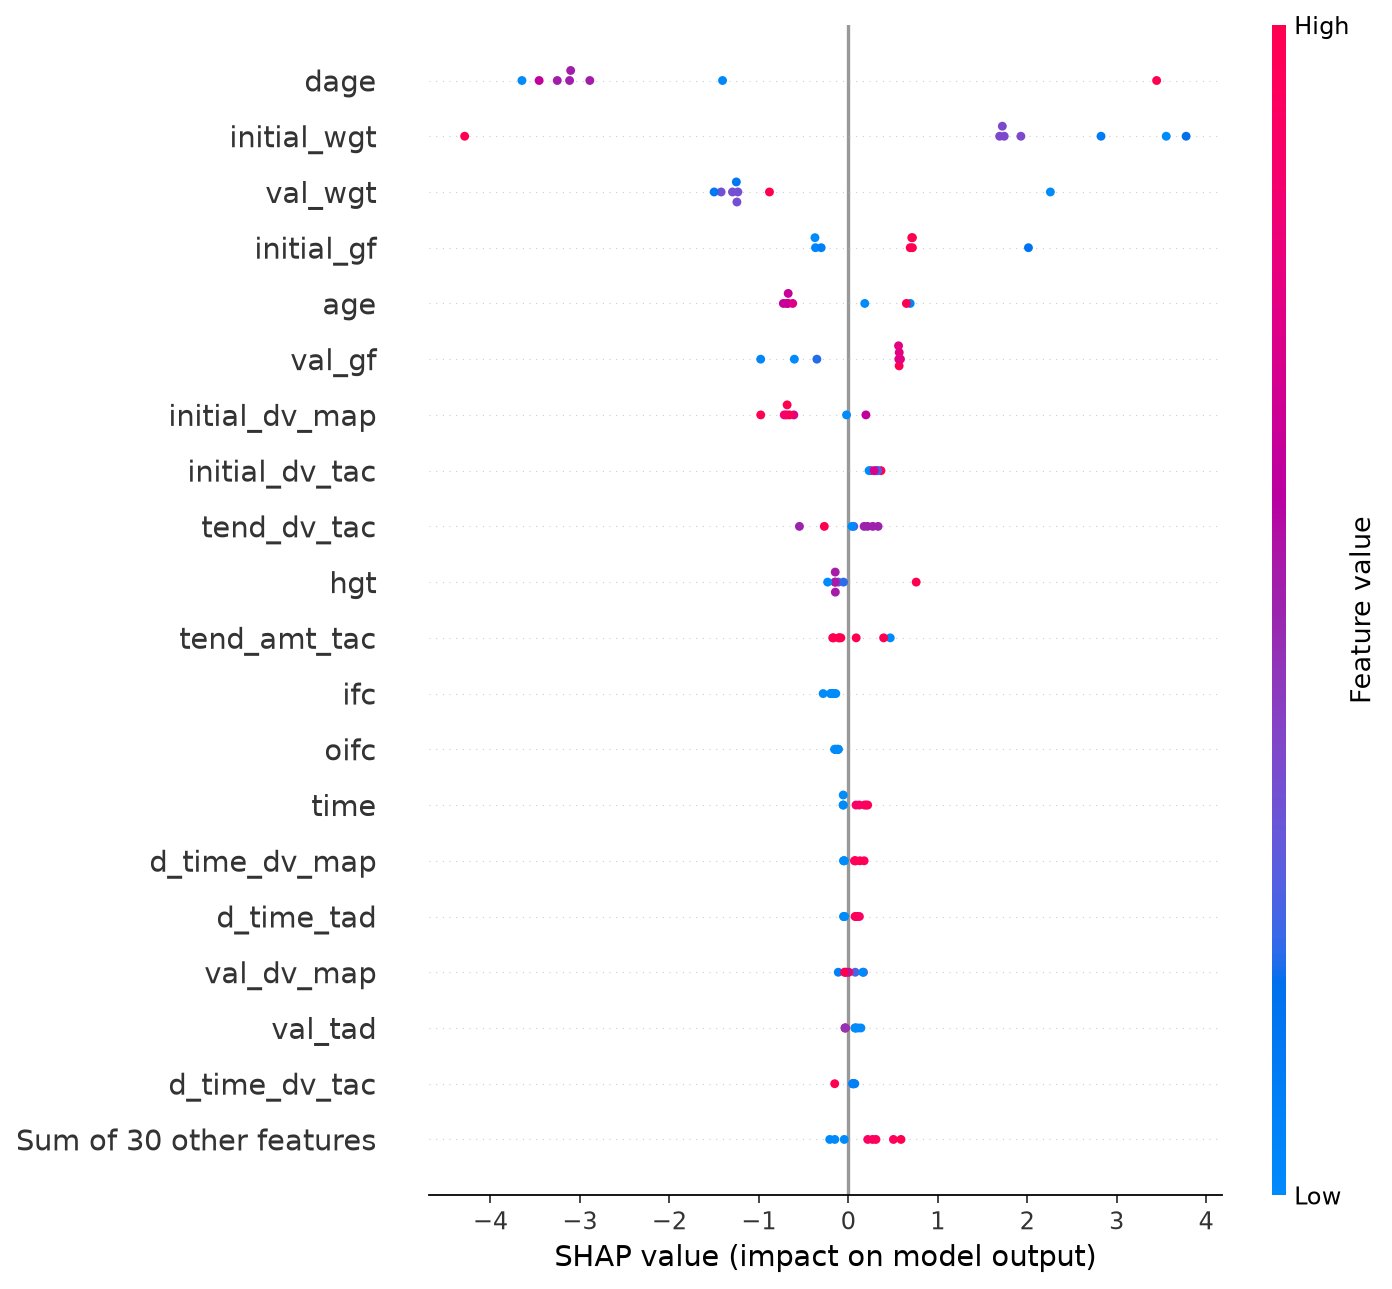 High
dage
initial_wgt
val_wgt
initial_gf
age
val_gf
initial_dv_map
initial_dv_tac
tend_dv_tac
hgt
tend_amt_tac
ifc
oifc
time
d_time_dv_map
d_time_tad
val_dv_map
val_tad
d_time_dv_tac
Sum of 30 other features
Feature value
Low
−4 −3 −2 −1 0 1 2 3 4
SHAP value (impact on model output)